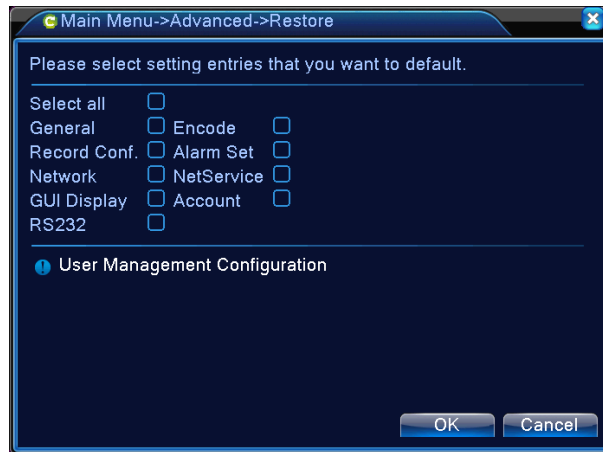 Main Menu->Advanced->Restore
Please select setting entries that you want to default.
Select all
General Encode
Record Conf. Alarm Set
Network NetService
GUI Display Account
RS232
User Management Configuration
OK Cancel